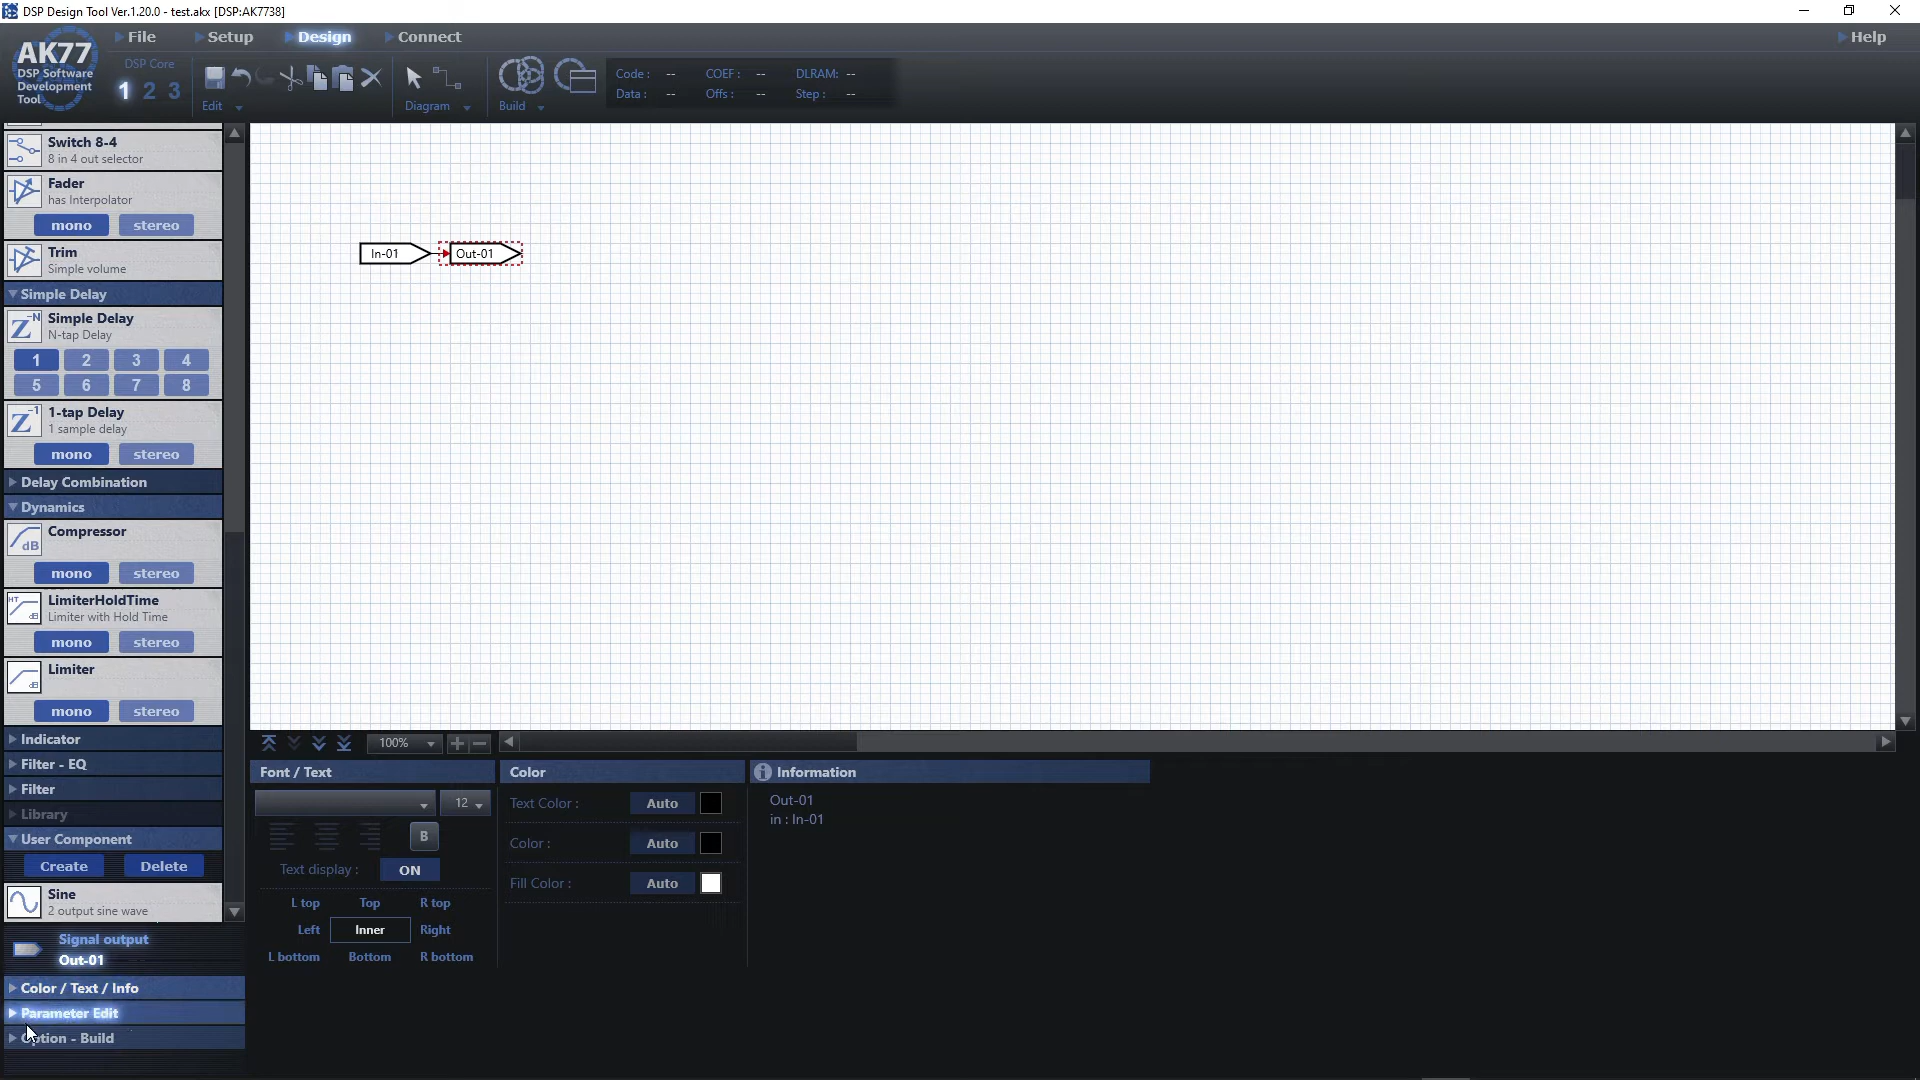 DSP Design Tool Ver.1.20.0 - test.akx [DSP:AK7738]
AK77
DSP Software
Development
Tool
File
Setup
Design
Connect
Help
DSP Core
1 2 3
Edit
Diagram
Build
Code : --
COEF : --
DLRAM: --
Data : --
Offs : --
Step : --
Switch 8-4
8 in 4 out selector
Fader
has Interpolator
mono
stereo
Trim
Simple volume
Simple Delay
Z-N
Simple Delay
N-tap Delay
1 2 3 4
5 6 7 8
Z-1
1-tap Delay
1 sample delay
mono
stereo
Delay Combination
Dynamics
dB
Compressor
mono
stereo
HT
dB
LimiterHoldTime
Limiter with Hold Time
mono
stereo
dB
Limiter
mono
stereo
Indicator
Filter - EQ
Filter
Library
User Component
Create
Delete
Sine
2 output sine wave
Signal output
Out-01
Color / Text / Info
Parameter Edit
Option - Build
In-01
Out-01
100%
Font / Text
12
B
Text display :
ON
L top
Top
R top
Left
Inner
Right
L bottom
Bottom
R bottom
Color
Text Color :
Auto
Color :
Auto
Fill Color :
Auto
Information
Out-01
in : In-01